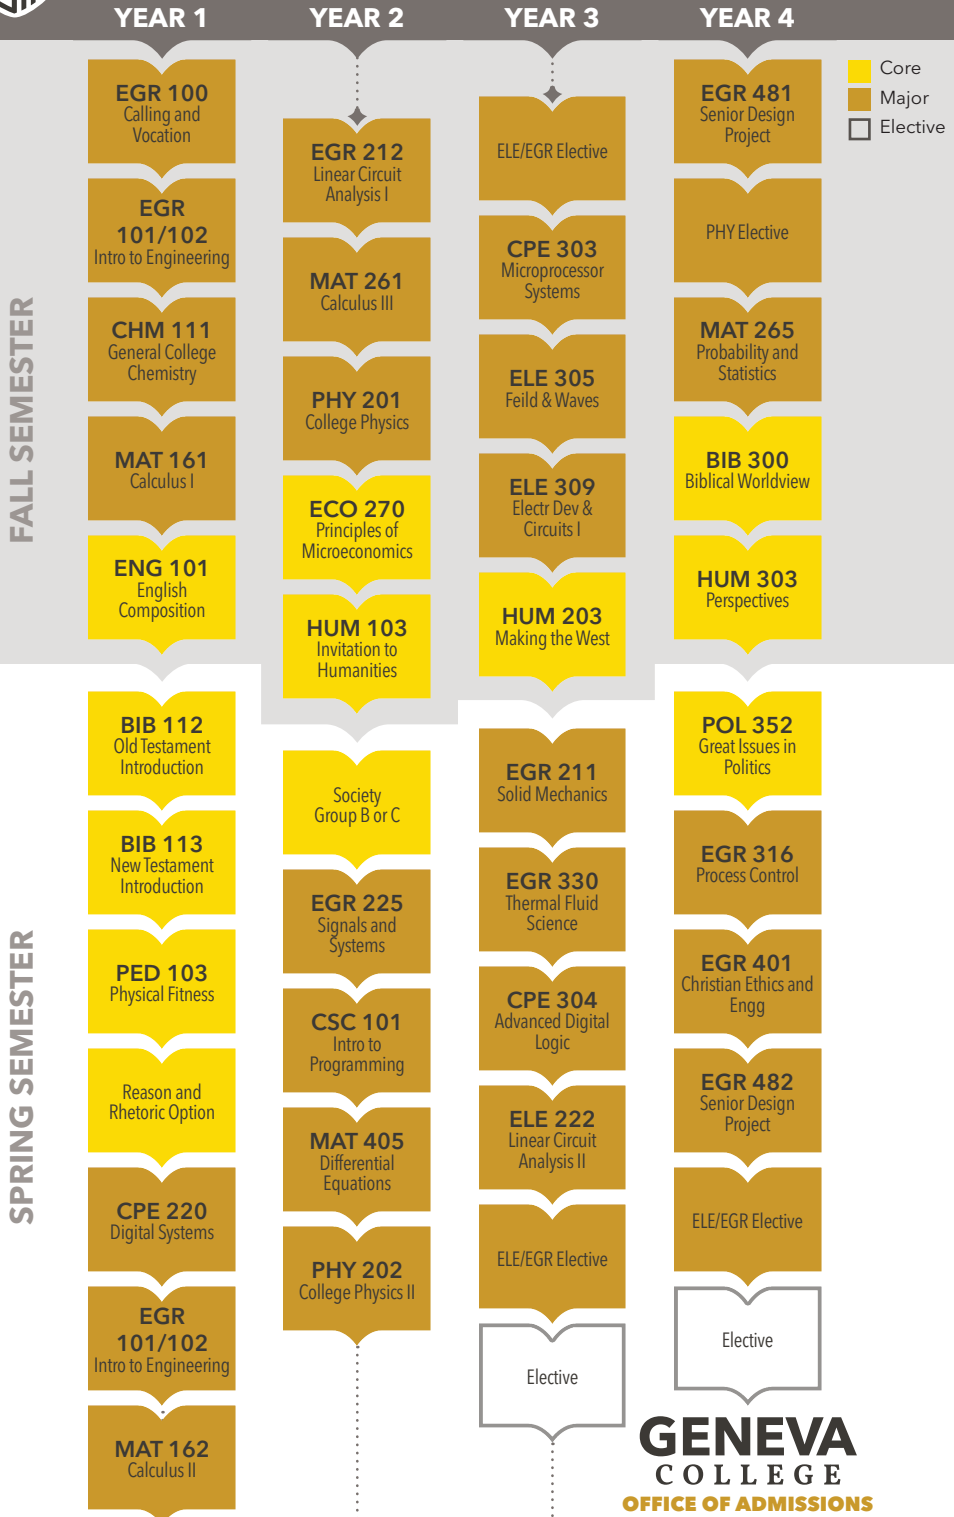 YEAR 1
YEAR 2
YEAR 3
YEAR 4
Core
Major
Elective
FALL SEMESTER
EGR 100
Calling and
Vocation
EGR
101/102
Intro to Engineering
CHM 111
General College
Chemistry
MAT 161
Calculus I
ENG 101
English
Composition
EGR 212
Linear Circuit
Analysis I
MAT 261
Calculus III
PHY 201
College Physics
ECO 270
Principles of
Microeconomics
HUM 103
Invitation to
Humanities
ELE/EGR Elective
CPE 303
Microprocessor
Systems
ELE 305
Feild & Waves
ELE 309
Electr Dev &
Circuits I
HUM 203
Making the West
EGR 481
Senior Design
Project
PHY Elective
MAT 265
Probability and
Statistics
BIB 300
Biblical Worldview
HUM 303
Perspectives
SPRING SEMESTER
BIB 112
Old Testament
Introduction
BIB 113
New Testament
Introduction
PED 103
Physical Fitness
Reason and
Rhetoric Option
CPE 220
Digital Systems
EGR
101/102
Intro to Engineering
MAT 162
Calculus II
Society
Group B or C
EGR 225
Signals and
Systems
CSC 101
Intro to
Programming
MAT 405
Differential
Equations
PHY 202
College Physics II
EGR 211
Solid Mechanics
EGR 330
Thermal Fluid
Science
CPE 304
Advanced Digital
Logic
ELE 222
Linear Circuit
Analysis II
ELE/EGR Elective
Elective
POL 352
Great Issues in
Politics
EGR 316
Process Control
EGR 401
Christian Ethics and
Engg
EGR 482
Senior Design
Project
ELE/EGR Elective
Elective
GENEVA
COLLEGE
OFFICE OF ADMISSIONS